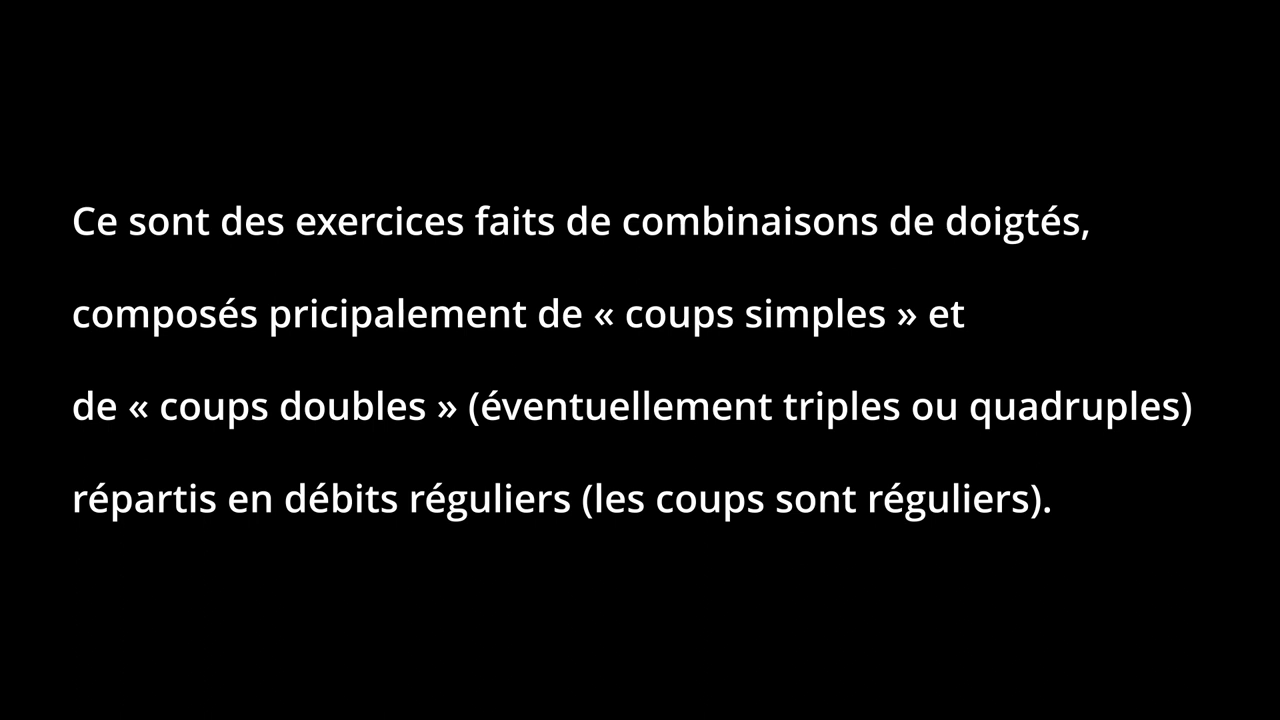 Ce sont des exercices faits de combinaisons de doigtés,
composés pricipalement de « coups simples » et
de « coups doubles » (éventuellement triples ou quadruples)
répartis en débits réguliers (les coups sont réguliers).